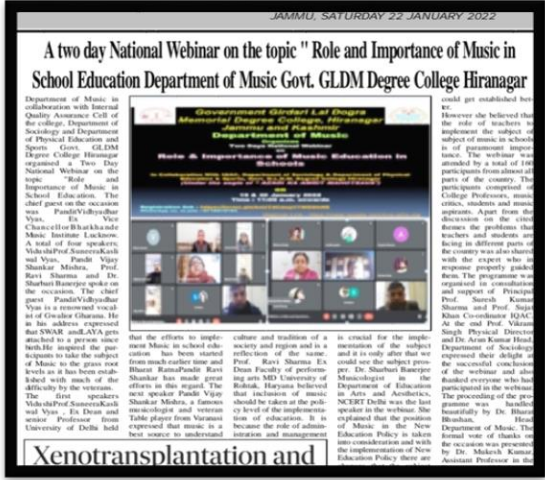 JAMMU, SATURDAY 22 JANUARY 2022
A two day National Webinar on the topic " Role and Importance of Music in
School Education Department of Music Govt. GLDM Degree College Hiranagar
Department of Music in
collaboration with Internal
Quality Assurance Cell of
the college, Department of
Sociology and Department
of Physical Education and
Sports Govt. GLDM
Degree College Hiranagar
organised a Two Day
National Webinar on the
topic "Role and
Importance of Music in
School Education. The
chief guest on the occasion
was PanditVidhyadhar
Vyas, Ex Vice
ChancellorBhatkhande
Music Institute Lucknow.
A total of four speakers;
VidushiProf.SuneeraKasli
wal Vyas, Pandit Vijay
Shankar Mishra, Prof.
Ravi Sharma and Dr.
Sharburi Banerjee spoke on
the occasion. The chief
guest PanditVidhyadhar
Vyas is a renowned vocal-
ist of Gwalior Gharana. He
in his address expressed
that SWAR andLAYA gets
attached to a person since
birth.He inspired the par-
ticipants to take the subject
of Music to the grass root
levels as it has been estab-
lished with much of the
difficulty by the veterans.
The first speakers
VidushiProf.SuneeraKasli
wal Vyas , Ex Dean and
senior Professor from
University of Delhi held
Government Girdari Lal Dogra
Memorial Degree College, Hiranagar
Jammu and Kashmir
Department of Music
Organises
Two Days National Webinar
on
Role & Importance of Music Education in
Schools
that the efforts to imple-
ment Music in school edu-
cation has been started
from earliest time and
Bharat RatnaPandit Ravi
Shankar has made great
efforts in this regard. The
next speaker Pandit Vijay
Shankar Mishra, a famous
musicologist and veteran
Table player from Varanasi
expressed that music is a
best source to understand
culture and tradition of a
society and region and is a
reflection of the same.
Prof. Ravi Sharma Ex
Dean Faculty of perform-
ing arts MD University of
Rohtak, Haryana believed
that inclusion of music
should be taken at the poli-
cy level of the implementa-
tion of education. It is
because the role of admin-
istration and management
is crucial for the imple-
mentation of the subject
and it is only after that we
could see the subject pros-
per. Dr. Sharburi Banerjee
Musicologist in the
Department of Education
in Arts and Aesthetics,
NCERT Delhi was the last
speaker in the webinar. She
explained that the position
of Music in the New
Education Policy is taken
into consideration and with
the implementation of New
Education Policy there are
could get established bet-
ter.
However she believed that
the role of teachers to
implement the subject of
subject of music in schools
is of paramount impor-
tance. The webinar was
attended by a total of 180
participants from almost all
parts of the country. The
participants comprised of
College Professors, music
critics, students and music
aspirants. Apart from the
discussion on the cited
themes the problems that
teachers and students are
facing in different parts of
the country was also shared
with the expert who in
response properly guided
them. The programme was
organised in consultation
and support of Principal
Prof. Suresh Kumar
Sharma and Prof. Sujat
Khan Co-ordinator IQAC.
At the end Prof. Vikram
Singh Physical Director
and Dr. Arun Kumar Head,
Department of Sociology
expressed their delight at
the successful conclusion
of the webinar and also
thanked everyone who had
participated in the webinar.
The proceeding of the pro-
gramme was handled
beautifully by Dr. Bharat
Bhushan, Head
Department of Music. The
formal vote of thanks on
the occasion was presented
by Dr. Mukesh Kumar,
Assistant Professor in the
Xenotransplantation and